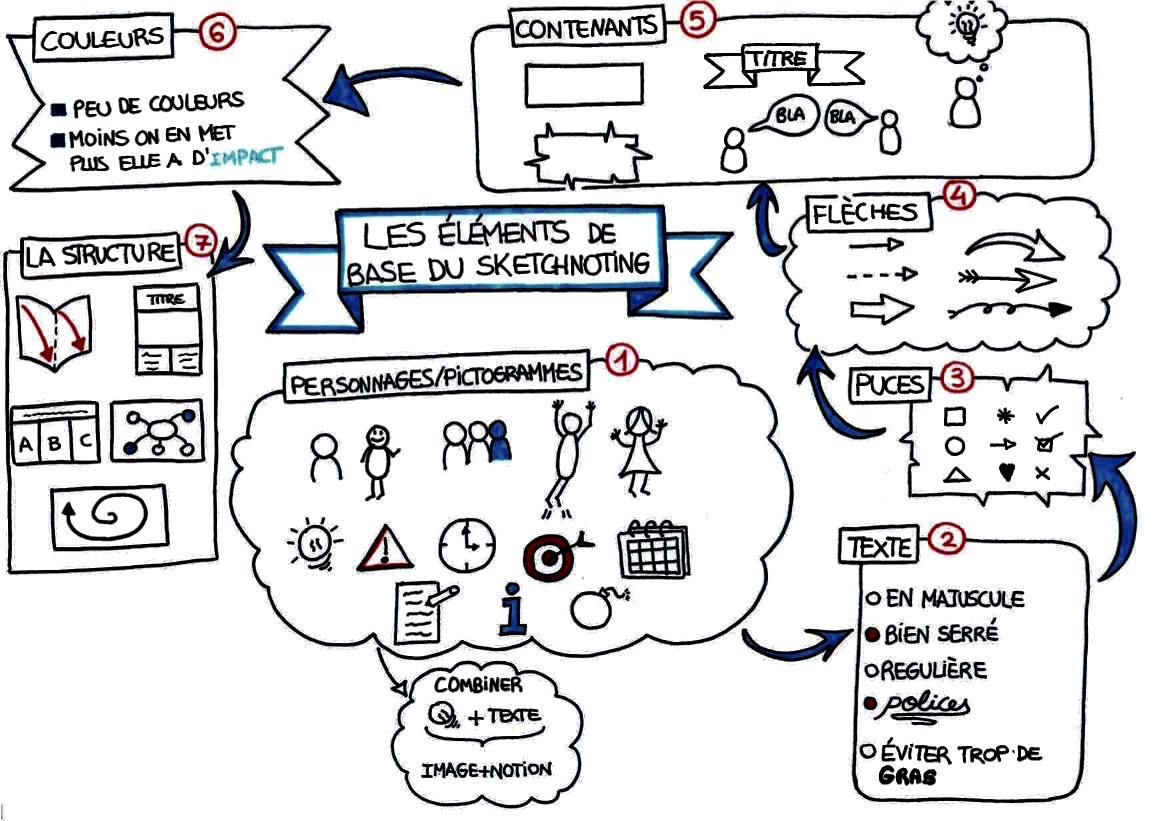 LES ÉLÉMENTS DE
BASE DU SKETCHNOTING
PERSONNAGES/PICTOGRAMMES
1
COMBINER
+ TEXTE
IMAGE+NOTION
TEXTE
2
EN MAJUSCULE
BIEN SERRÉ
REGULIÈRE
polices
ÉVITER TROP DE
GRAS
PUCES
3
FLÈCHES
4
CONTENANTS
5
TITRE
BLA
BLA
COULEURS
6
PEU DE COULEURS
MOINS ON EN MET
PLUS ELLE A D'IMPACT
LA STRUCTURE
7
TITRE
A B C